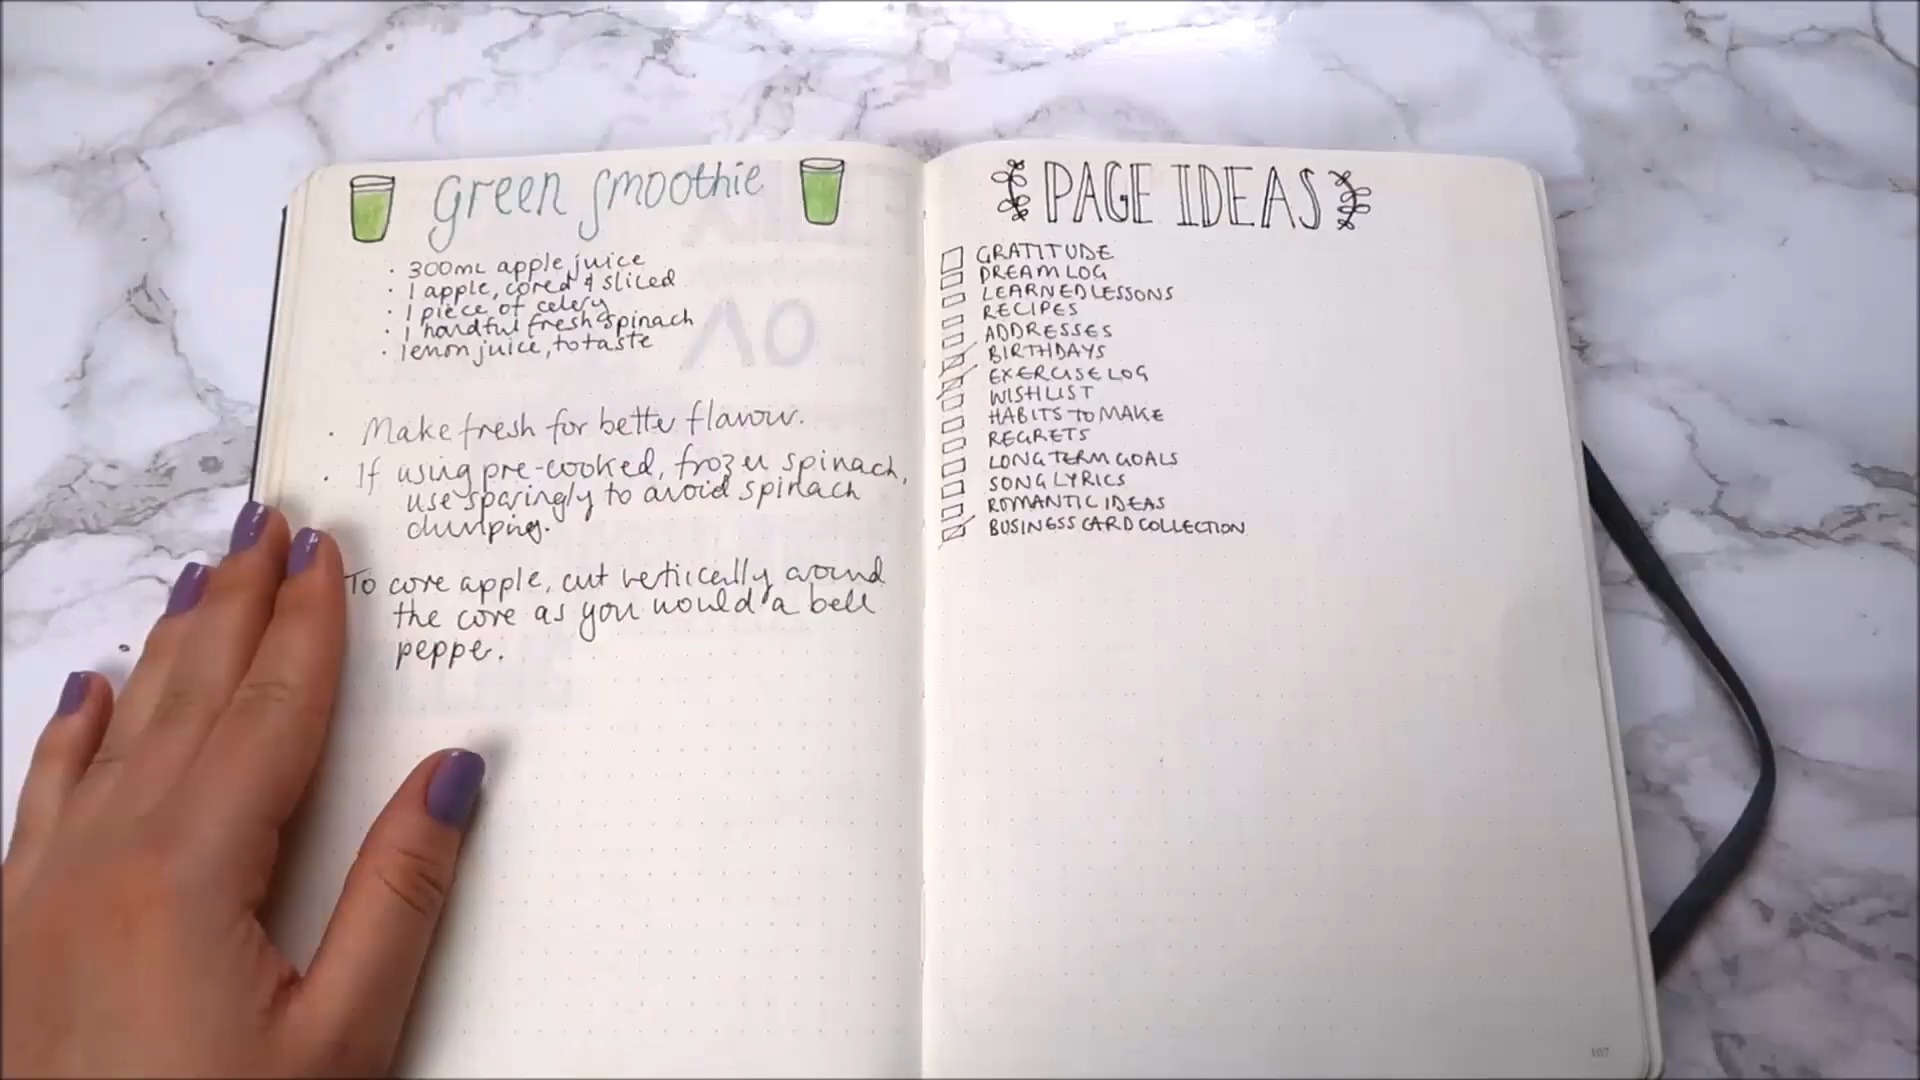 green smoothie
· 300mL apple juice
· 1 apple, cored & sliced
· 1 piece of celery
· 1 handful fresh spinach
· lemon juice, to taste
· Make fresh for better flavour.
· If using pre-cooked, frozen spinach,
use sparingly to avoid spinach
clumping.
To core apple, cut vertically around
the core as you would a bell
pepper.
PAGE IDEAS
GRATITUDE
DREAM LOG
LEARNED LESSONS
RECIPES
ADDRESSES
BIRTHDAYS
EXERCISE LOG
WISHLIST
HABITS TO MAKE
REGRETS
LONG TERM GOALS
SONG LYRICS
ROMANTIC IDEAS
BUSINESS CARD COLLECTION
107